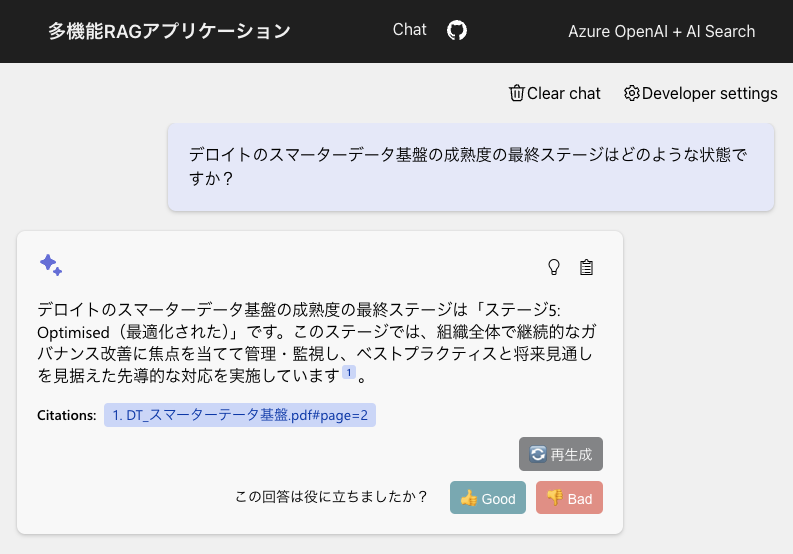 多機能RAGアプリケーション
Chat
Azure OpenAI + AI Search
Clear chat
Developer settings
デロイトのスマーターデータ基盤の成熟度の最終ステージはどのような状態で
すか？
デロイトのスマーターデータ基盤の成熟度の最終ステージは「ステージ5:
Optimised（最適化された）」です。このステージでは、組織全体で継続的なガ
バナンス改善に焦点を当てて管理・監視し、ベストプラクティスと将来見通し
を見据えた先導的な対応を実施しています 1 。
Citations: 1. DT_スマーターテータ基盤.pdf#page=2
再生成
この回答は役に立ちましたか？ Good Bad